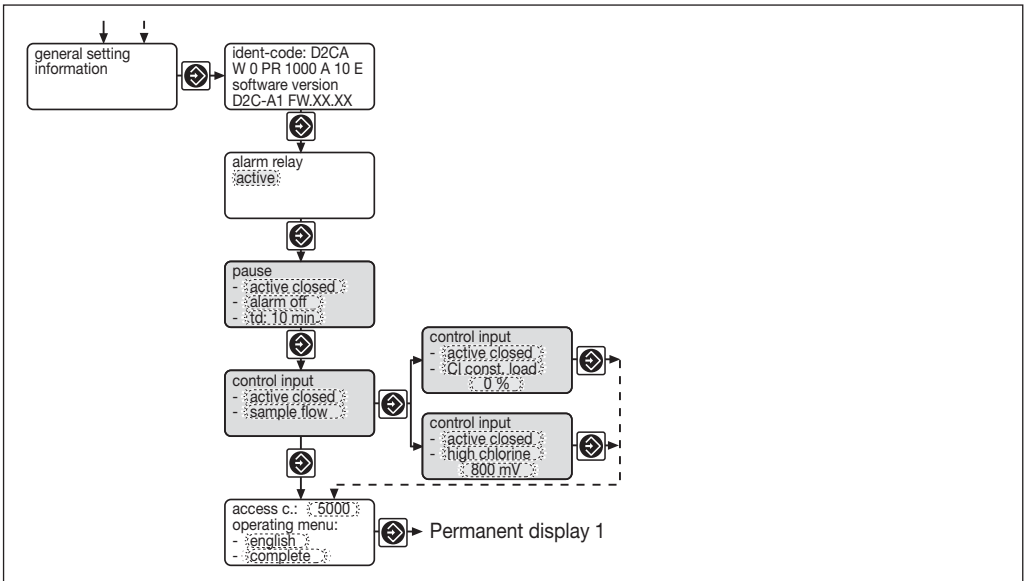 general setting
information
ident-code: D2CA
W 0 PR 1000 A 10 E
software version
D2C-A1 FW.XX.XX
alarm relay
active
pause
- active closed
- alarm off
- td: 10 min
control input
- active closed
- sample flow
control input
- active closed
- Cl const. load
0 %
control input
- active closed
- high chlorine
800 mV
access c.: 5000
operating menu:
- english
- complete
Permanent display 1